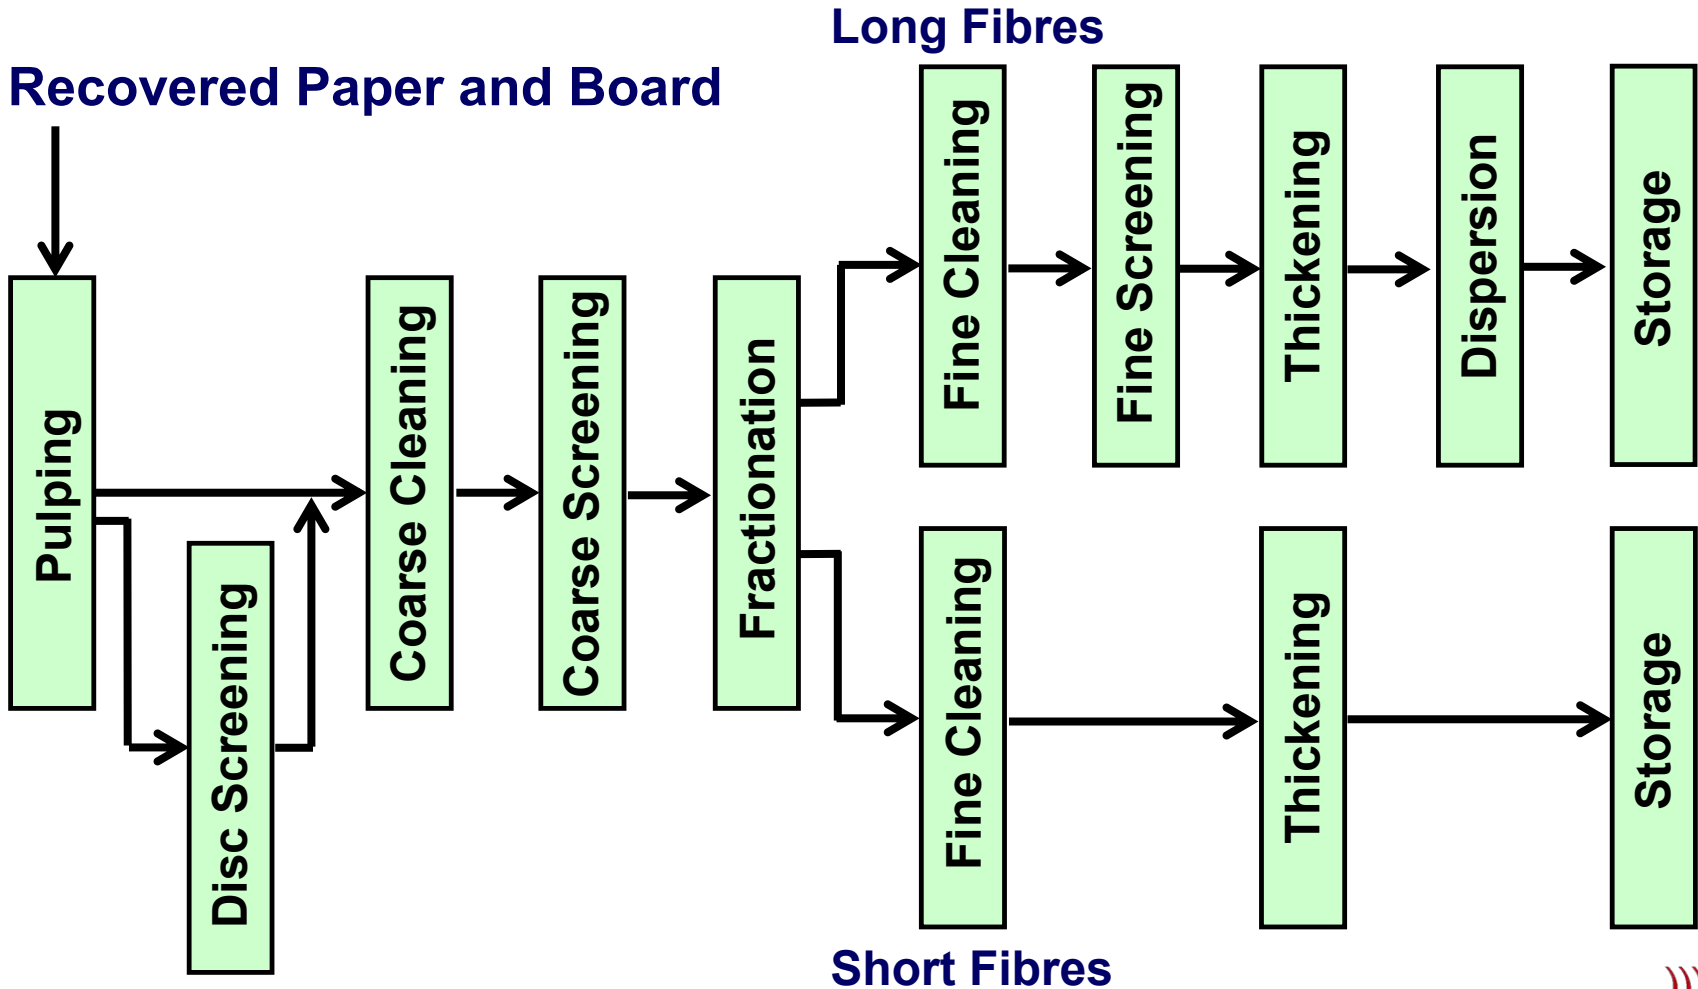 Long Fibres
Recovered Paper and Board
Pulping
Disc Screening
Coarse Cleaning
Coarse Screening
Fractionation
Fine Cleaning
Fine Screening
Thickening
Dispersion
Storage
Fine Cleaning
Thickening
Storage
Short Fibres